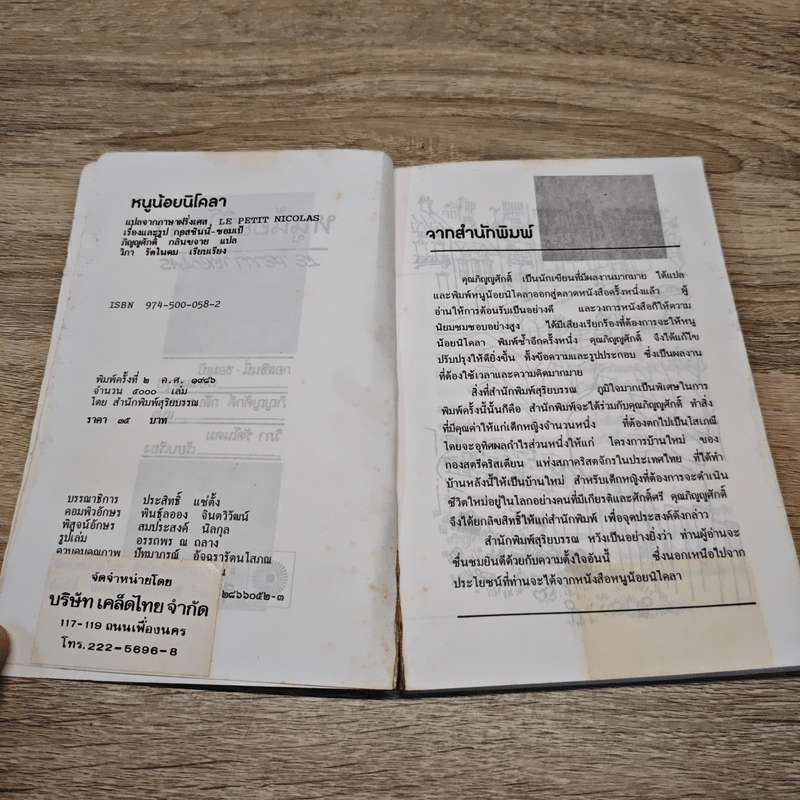 หนูน้อยนิโคลา
แปลจากภาษาฝรั่งเศส LE PETIT NICOLAS
เรื่องและรูป กอสซินนี่-ซอมเป้
ภิญญศักดิ์ กลิ่นขจาย แปล
วิภา รัตโนดม เรียบเรียง
ISBN 974-500-058-2
พิมพ์ครั้งที่ ๒ ค.ศ. ๑๙๘๖
จำนวน ๕๐๐๐ เล่ม
โดย สำนักพิมพ์สุริยบรรณ
ราคา ๓๕ บาท
บรรณาธิการ ประสิทธิ์ แซ่ตั้ง
คอมพิวอักษร พันธุ์ลออง จินตวิวัฒน์
พิสูจน์อักษร สมประสงค์ นิลกุล
รูปเล่ม อรรถพร ณ ถลาง
ควบคุมคุณภาพ ปัทมาภรณ์ อัจฉรารัตนโสภณ
๒๘๖๖๐๕๒-๓
จัดจำหน่ายโดย
บริษัท เคล็ดไทย จำกัด
117-119 ถนนเฟื่องนคร
โทร. 222-5696-8
จากสำนักพิมพ์
คุณภิญญศักดิ์ เป็นนักเขียนที่มีผลงานมากมาย ได้แปล
และพิมพ์หนูน้อยนิโคลาออกสู่ตลาดหนังสือครั้งหนึ่งแล้ว ผู้
อ่านให้การต้อนรับเป็นอย่างดี และวงการหนังสือก็ให้ความ
นิยมชมชอบอย่างสูง ได้มีเสียงเรียกร้องที่ต้องการจะให้หนู
น้อยนิโคลา พิมพ์ซ้ำอีกครั้งหนึ่ง คุณภิญญศักดิ์ จึงได้แก้ไข
ปรับปรุงให้ดียิ่งขึ้น ทั้งข้อความและรูปประกอบ ซึ่งเป็นผลงาน
ที่ต้องใช้เวลาและความคิดมากมาย
สิ่งที่สำนักพิมพ์สุริยบรรณ ภูมิใจมากเป็นพิเศษในการ
พิมพ์ครั้งนี้นั้นก็คือ สำนักพิมพ์จะได้ร่วมกับคุณภิญญศักดิ์ ทำสิ่ง
ที่มีคุณค่าให้แก่เด็กหญิงจำนวนหนึ่ง ที่ต้องตกไปเป็นโสเภณี
โดยจะอุทิศผลกำไรส่วนหนึ่งให้แก่ โครงการบ้านใหม่ ของ
กองสตรีคริสเตียน แห่งสภาคริสตจักรในประเทศไทย ที่ได้ทำ
บ้านหลังนี้ให้เป็นบ้านใหม่ สำหรับเด็กหญิงที่ต้องการจะดำเนิน
ชีวิตใหม่อยู่ในโลกอย่างคนที่มีเกียรติและศักดิ์ศรี คุณภิญญศักดิ์
จึงได้ยกลิขสิทธิ์ให้แก่สำนักพิมพ์ เพื่อจุดประสงค์ดังกล่าว
สำนักพิมพ์สุริยบรรณ หวังเป็นอย่างยิ่งว่า ท่านผู้อ่านจะ
ชื่นชมยินดีด้วยกับความตั้งใจอันนี้ ซึ่งนอกเหนือไปจาก
ประโยชน์ที่ท่านจะได้จากหนังสือหนูน้อยนิโคลา